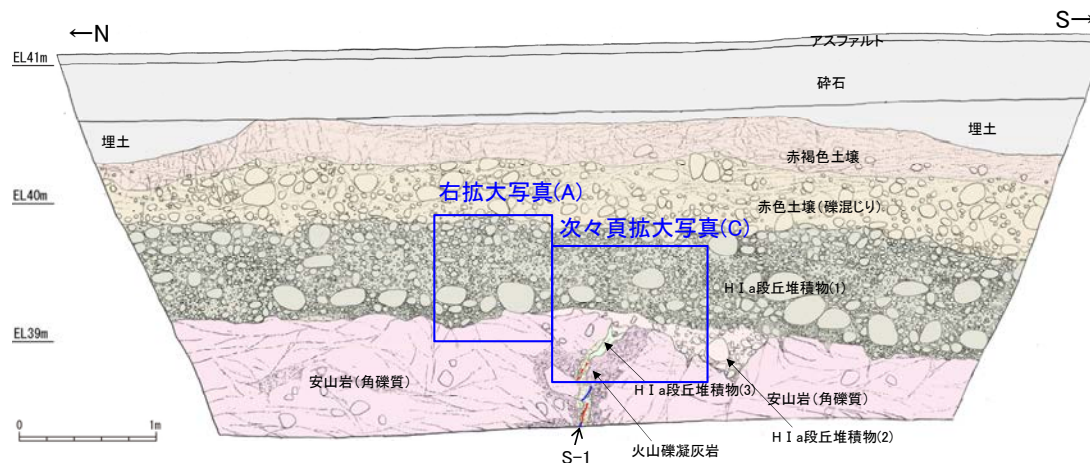 ←N
S→
アスファルト
EL41m
砕石
埋土
埋土
赤褐色土壌
右拡大写真(A)
EL40m
赤色土壌(礫混じり)
次々頁拡大写真(C)
HⅠa段丘堆積物(1)
EL39m
安山岩(角礫質)
HⅠa段丘堆積物(3)
安山岩(角礫質)
0 1m
火山礫凝灰岩
HⅠa段丘堆積物(2)
S-1